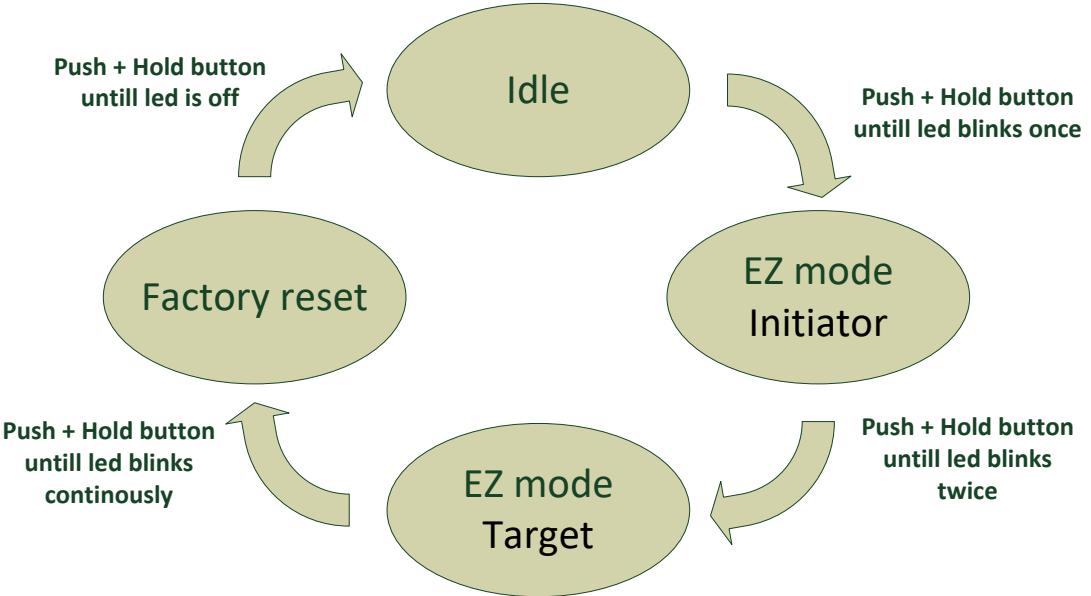 Idle
Push + Hold button
untill led is off
Push + Hold button
untill led blinks once
EZ mode
Initiator
Factory reset
Push + Hold button
untill led blinks
twice
EZ mode
Target
Push + Hold button
untill led blinks
continously